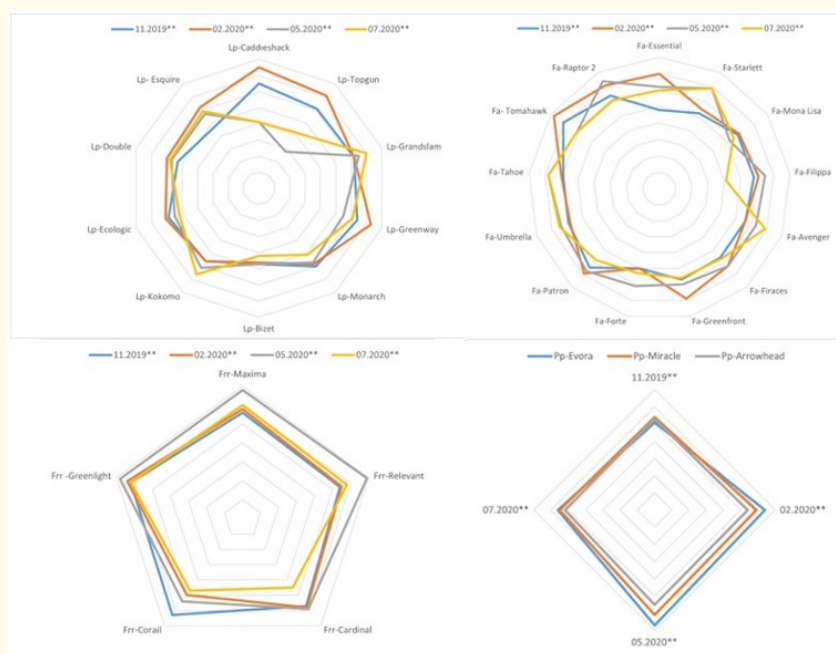 11.2019** 02.2020** 05.2020** 07.2020**
Lp-Caddieshack
Lp- Esquire
Lp-Topgun
Lp-Double
Lp-Grandslam
Lp-Ecologic
Lp-Greenway
Lp-Kokomo
Lp-Monarch
Lp-Bizet
11.2019** 02.2020** 05.2020** 07.2020**
Fa-Essential
Fa-Raptor 2
Fa-Starlett
Fa- Tomahawk
Fa-Mona Lisa
Fa-Tahoe
Fa-Filippa
Fa-Umbrella
Fa-Avenger
Fa-Patron
Fa-Firaces
Fa-Forte
Fa-Greenfront
11.2019** 02.2020** 05.2020** 07.2020**
Frr-Maxima
Frr -Greenlight
Frr-Relevant
Frr-Corail
Frr-Cardinal
Pp-Evora Pp-Miracle Pp-Arrowhead
11.2019**
07.2020**
02.2020**
05.2020**